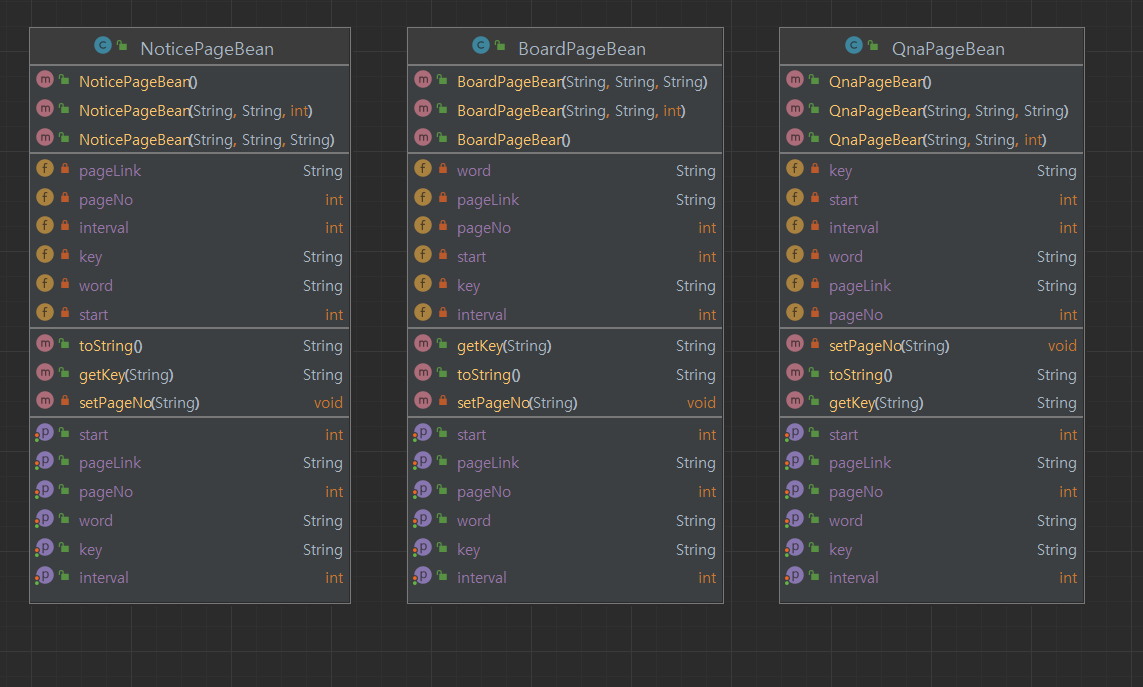 NoticePageBean
NoticePageBean()
NoticePageBean(String, String, int)
NoticePageBean(String, String, String)
pageLink String
pageNo int
interval int
key String
word String
start int
toString() String
getKey(String) String
setPageNo(String) void
start int
pageLink String
pageNo int
word String
key String
interval int
BoardPageBean
BoardPageBean(String, String, String)
BoardPageBean(String, String, int)
BoardPageBean()
word String
pageLink String
pageNo int
start int
key String
interval int
getKey(String) String
toString() String
setPageNo(String) void
start int
pageLink String
pageNo int
word String
key String
interval int
QnaPageBean
QnaPageBean()
QnaPageBean(String, String, String)
QnaPageBean(String, String, int)
key String
start int
interval int
word String
pageLink String
pageNo int
setPageNo(String) void
toString() String
getKey(String) String
start int
pageLink String
pageNo int
word String
key String
interval int